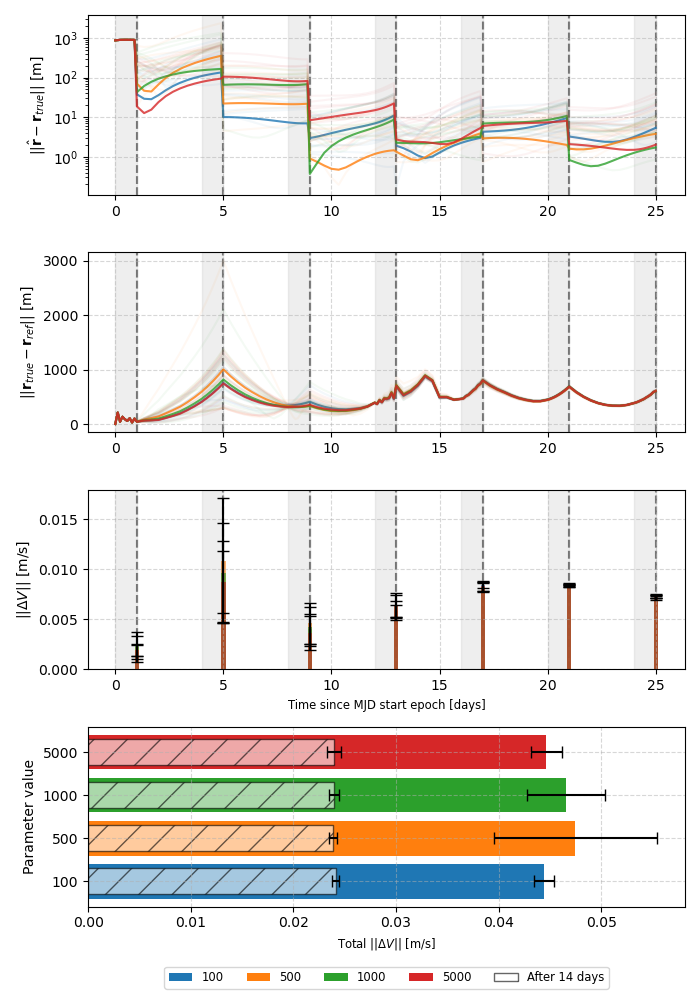 10³
10²
10¹
10⁰
||r̂ − r_true|| [m]
0 5 10 15 20 25
3000
2000
1000
0
||r_true − r_ref|| [m]
0 5 10 15 20 25
0.015
0.010
0.005
0.000
||ΔV|| [m/s]
0 5 10 15 20 25
Time since MJD start epoch [days]
5000
1000
500
100
Parameter value
0.00 0.01 0.02 0.03 0.04 0.05
Total ||ΔV|| [m/s]
100 500 1000 5000 After 14 days